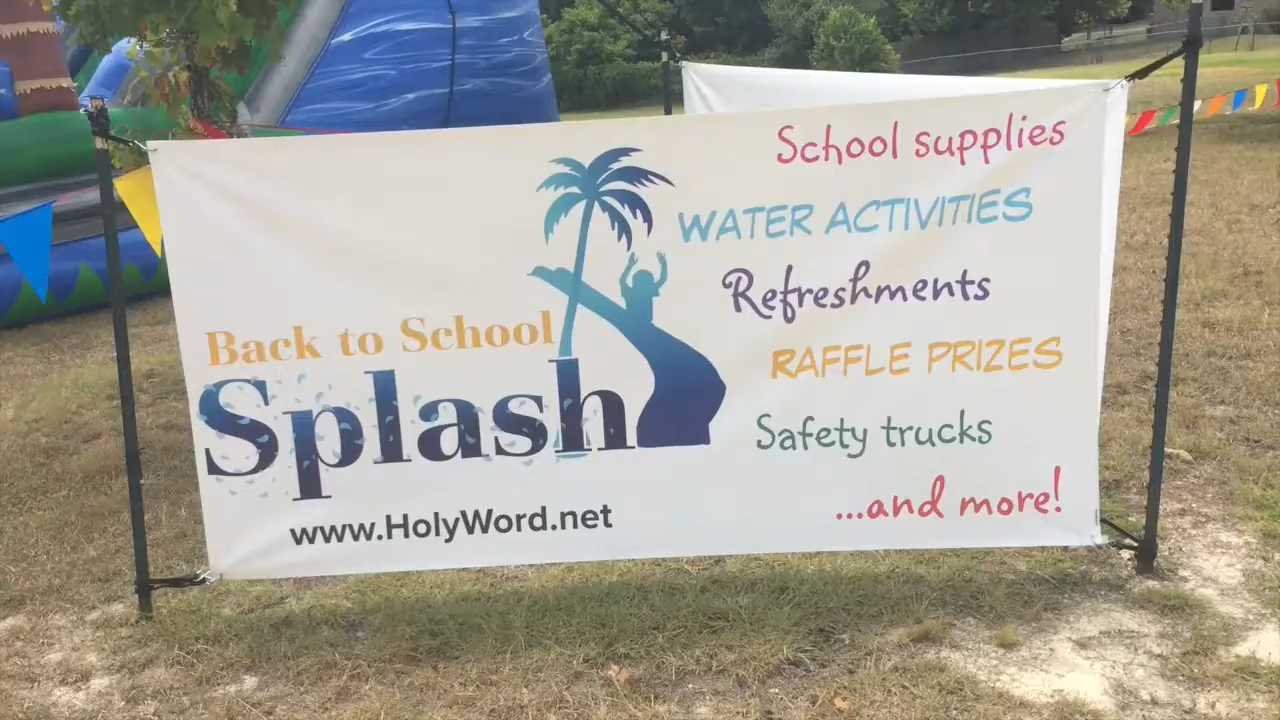 Back to School
Splash
www.HolyWord.net
School supplies
WATER ACTIVITIES
Refreshments
RAFFLE PRIZES
Safety trucks
...and more!